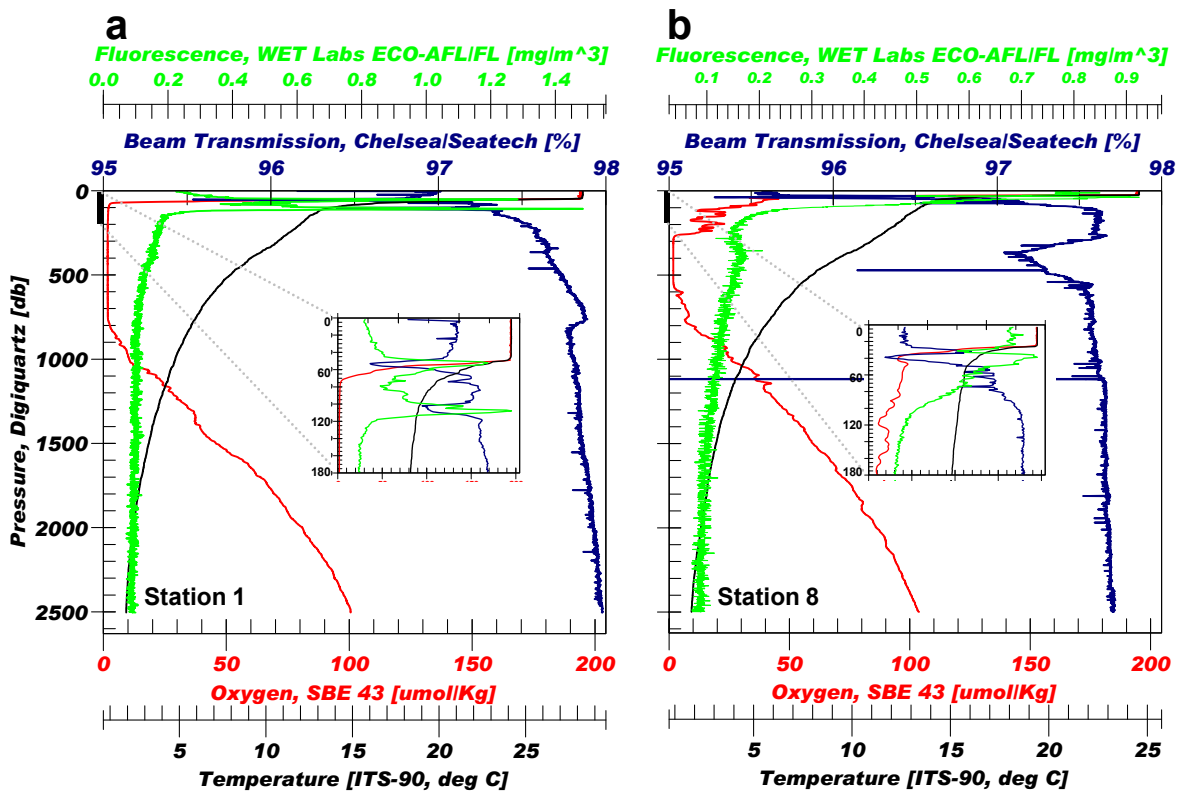 a
Fluorescence, WET Labs ECO-AFL/FL [mg/m^3]
0.0 0.2 0.4 0.6 0.8 1.0 1.2 1.4
Beam Transmission, Chelsea/Seatech [%]
95 96 97 98
Pressure, Digiquartz [db]
0
500
1000
1500
2000
2500
0
60
120
180
Station 1
0 50 100 150 200
Oxygen, SBE 43 [umol/Kg]
5 10 15 20 25
Temperature [ITS-90, deg C]
b
Fluorescence, WET Labs ECO-AFL/FL [mg/m^3]
0.1 0.2 0.3 0.4 0.5 0.6 0.7 0.8 0.9
Beam Transmission, Chelsea/Seatech [%]
95 96 97 98
0
60
120
180
Station 8
0 50 100 150 200
Oxygen, SBE 43 [umol/Kg]
5 10 15 20 25
Temperature [ITS-90, deg C]